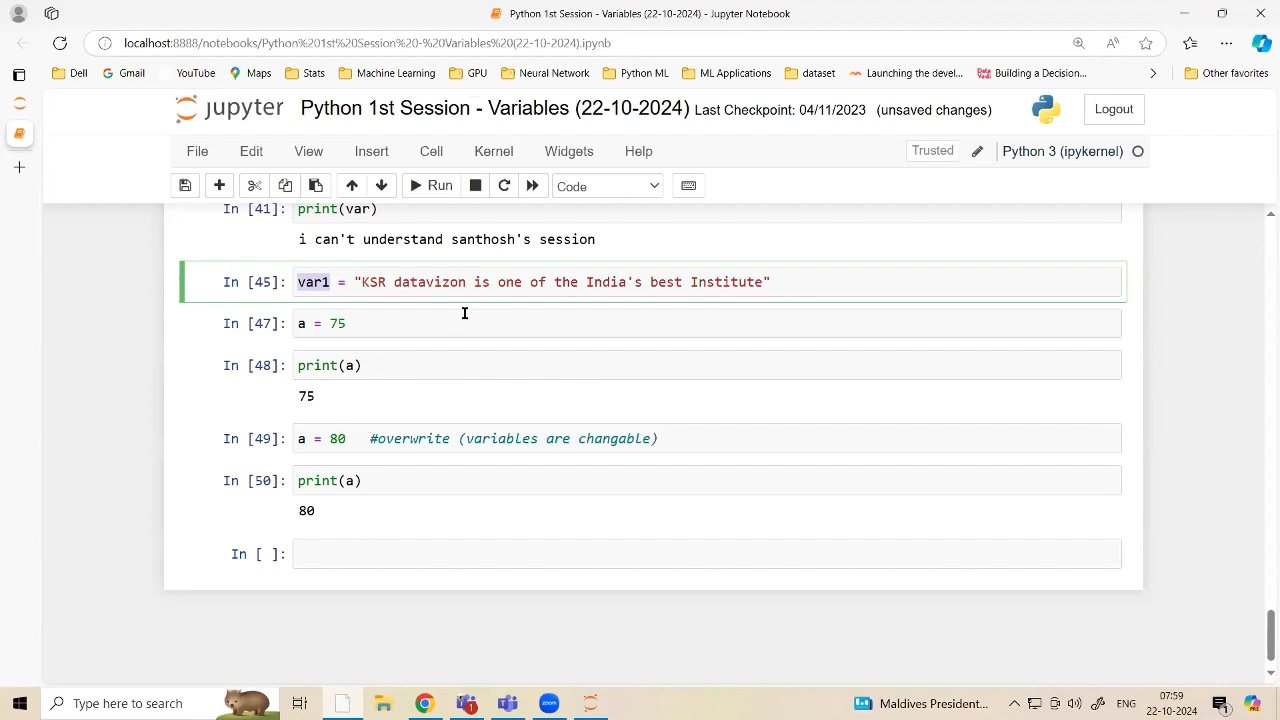 Python 1st Session - Variables (22-10-2024) - Jupyter Notebook
localhost:8888/notebooks/Python%201st%20Session%20-%20Variables%20(22-10-2024).ipynb
Dell Gmail YouTube Maps Stats Machine Learning GPU Neural Network Python ML ML Applications dataset Launching the devel... Building a Decision... Other favorites
jupyter Python 1st Session - Variables (22-10-2024) Last Checkpoint: 04/11/2023 (unsaved changes) Logout
File Edit View Insert Cell Kernel Widgets Help Trusted Python 3 (ipykernel)
Run Code
In [41]: print(var)
i can't understand santhosh's session
In [45]: var1 = "KSR datavizon is one of the India's best Institute"
In [47]: a = 75
In [48]: print(a)
75
In [49]: a = 80 #overwrite (variables are changable)
In [50]: print(a)
80
In [ ]:
Type here to search 1 zoom Maldives President... ENG 07:59 22-10-2024 1